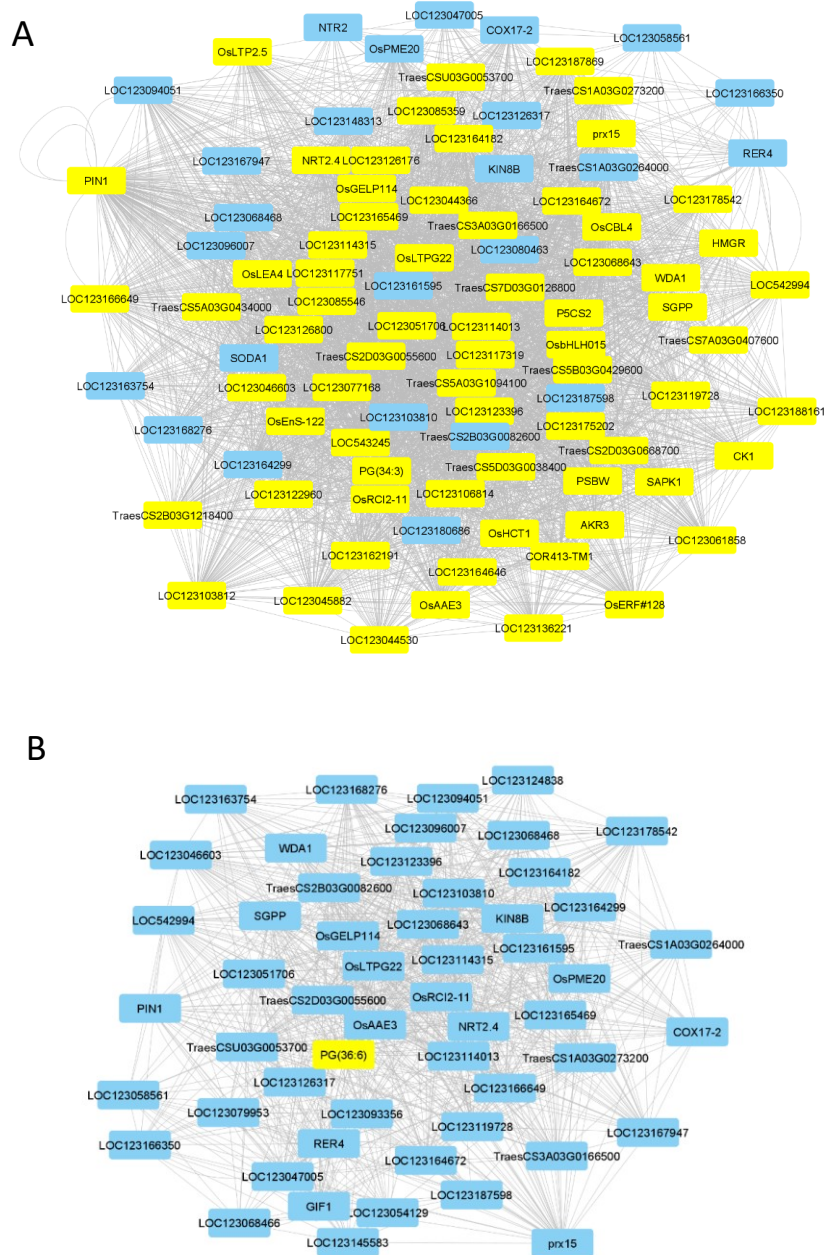 A
LOC123047005
NTR2
COX17-2
OsPME20
LOC123058561
OsLTP2.5
LOC123187869
TraesCSU03G0053700
LOC123094051
TraesCS1A03G0273200
LOC123166350
LOC123085359
LOC123126317
LOC123148313
LOC123164182
prx15
RER4
LOC123167947
NRT2.4
LOC123126176
KIN8B
TraesCS1A03G0264000
PIN1
OsGELP114
LOC123044366
LOC123164672
LOC123178542
LOC123068468
LOC123165469
TraesCS3A03G0166500
OsCBL4
LOC123096007
LOC123114315
LOC123080463
HMGR
OsLTPG22
LOC123068643
OsLEA4
LOC123117751
WDA1
LOC542994
LOC123161595
TraesCS7D03G0126800
LOC123166649
TraesCS5A03G0434000
LOC123085546
P5CS2
SGPP
LOC123126800
LOC123051706
LOC123114013
TraesCS7A03G0407600
OsbHLH015
SODA1
TraesCS2D03G0055600
LOC123117319
TraesCS5B03G0429600
LOC123163754
LOC123046603
LOC123077168
TraesCS5A03G1094100
LOC123187598
LOC123119728
LOC123188161
LOC123168276
OsEnS-122
LOC123103810
LOC123123396
LOC123175202
LOC543245
TraesCS2B03G0082600
TraesCS2D03G0668700
CK1
LOC123164299
PG(34:3)
TraesCS5D03G0038400
PSBW
SAPK1
LOC123122960
OsRCI2-11
LOC123106814
TraesCS2B03G1218400
AKR3
LOC123180686
OsHCT1
LOC123061858
LOC123162191
COR413-TM1
LOC123103812
LOC123045882
LOC123164646
OsAAE3
OsERF#128
LOC123044530
LOC123136221
B
LOC123124838
LOC123163754
LOC123168276
LOC123094051
LOC123096007
LOC123068468
LOC123178542
LOC123046603
WDA1
LOC123123396
LOC123164182
TraesCS2B03G0082600
LOC123103810
LOC542994
SGPP
LOC123068643
KIN8B
LOC123164299
OsGELP114
LOC123161595
TraesCS1A03G0264000
LOC123114315
LOC123051706
OsLTPG22
OsPME20
PIN1
TraesCS2D03G0055600
OsRCI2-11
LOC123165469
COX17-2
OsAAE3
NRT2.4
TraesCSU03G0053700
PG(36:6)
LOC123114013
TraesCS1A03G0273200
LOC123126317
LOC123166649
LOC123058561
LOC123079953
LOC123093356
LOC123119728
LOC123167947
LOC123166350
RER4
LOC123164672
TraesCS3A03G0166500
LOC123047005
LOC123187598
LOC123068466
GIF1
LOC123054129
LOC123145583
prx15